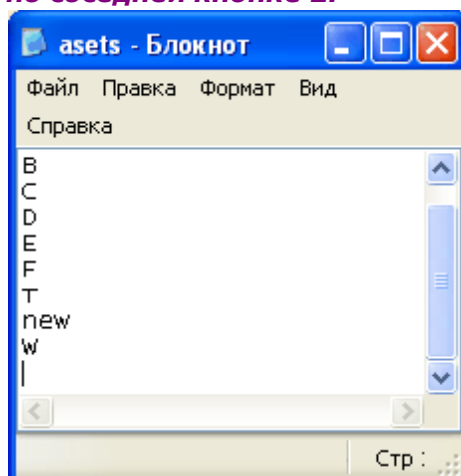 по соседней кнопке 2.
asets - Блокнот
Файл Правка Формат Вид
Справка
B
C
D
E
F
T
new
w
Стр :